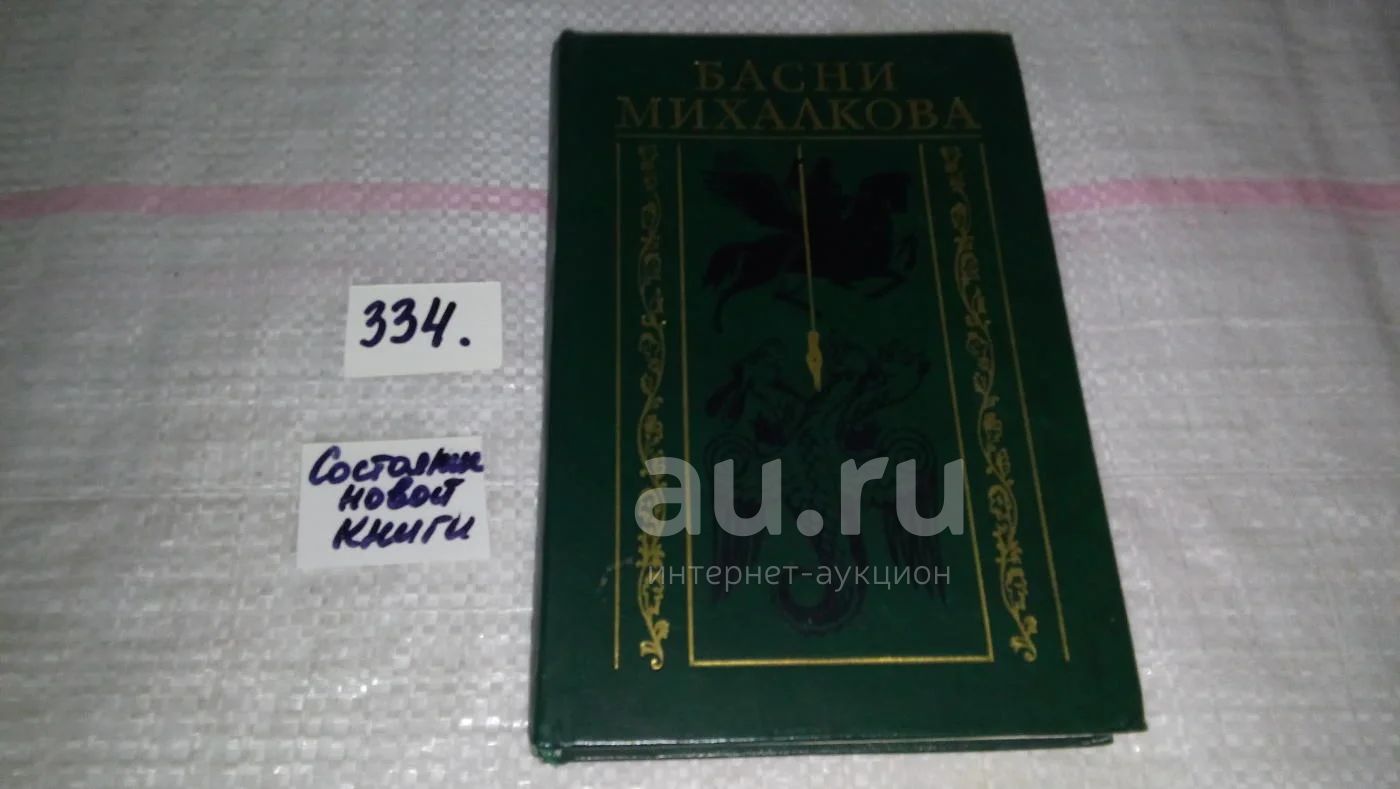 БАСНИ
МИХАЛКОВА
334.
Состояние
новой
книги
au.ru
интернет-аукцион